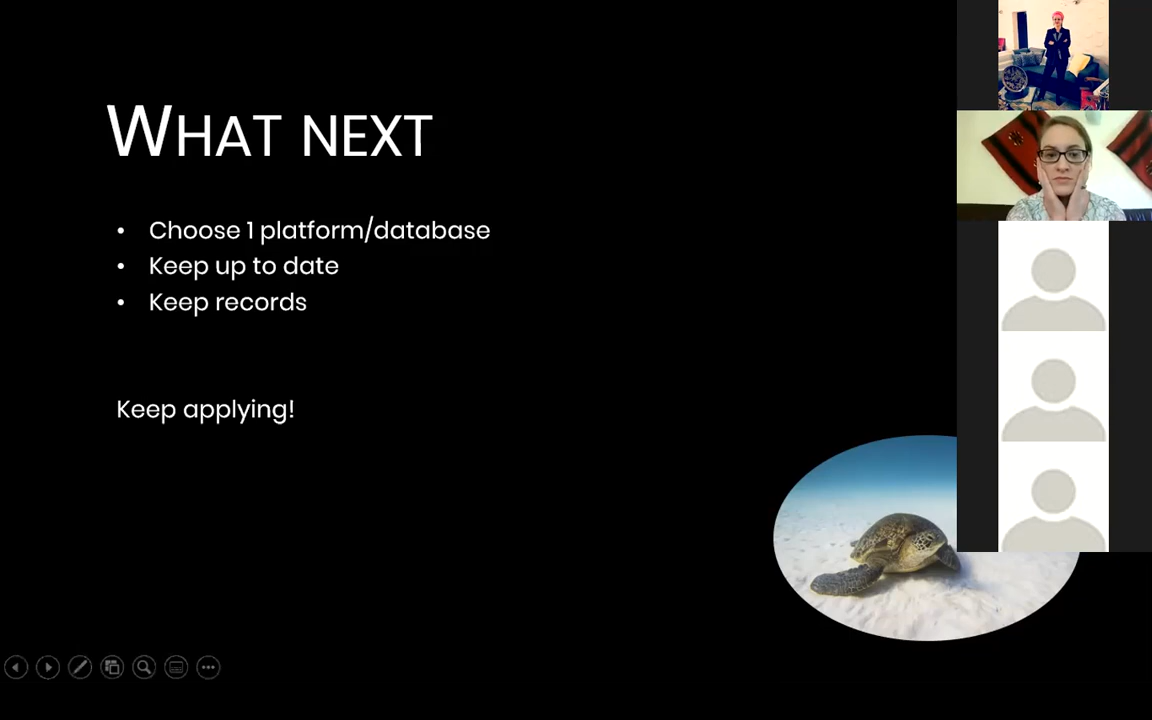 WHAT NEXT
• Choose 1 platform/database
• Keep up to date
• Keep records
Keep applying!